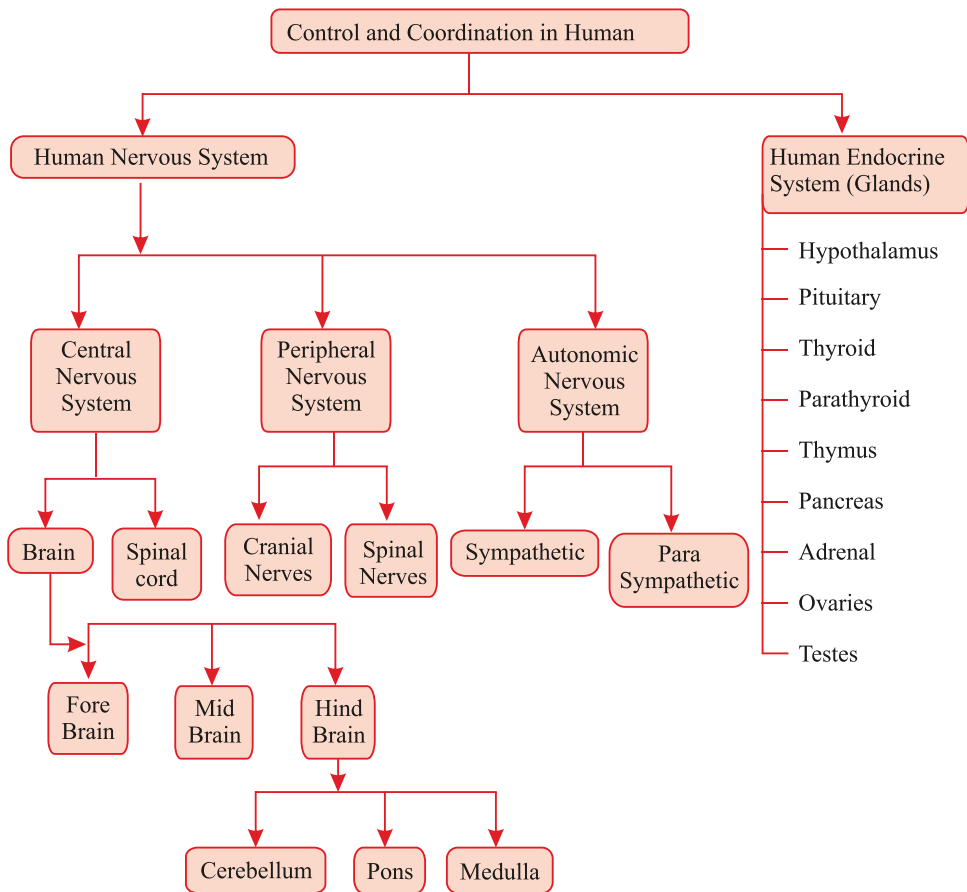 Control and Coordination in Human
Human Nervous System
Human Endocrine
System (Glands)
Hypothalamus
Pituitary
Thyroid
Parathyroid
Thymus
Pancreas
Adrenal
Ovaries
Testes
Central
Nervous
System
Peripheral
Nervous
System
Autonomic
Nervous
System
Brain
Spinal
cord
Cranial
Nerves
Spinal
Nerves
Sympathetic
Para
Sympathetic
Fore
Brain
Mid
Brain
Hind
Brain
Cerebellum
Pons
Medulla